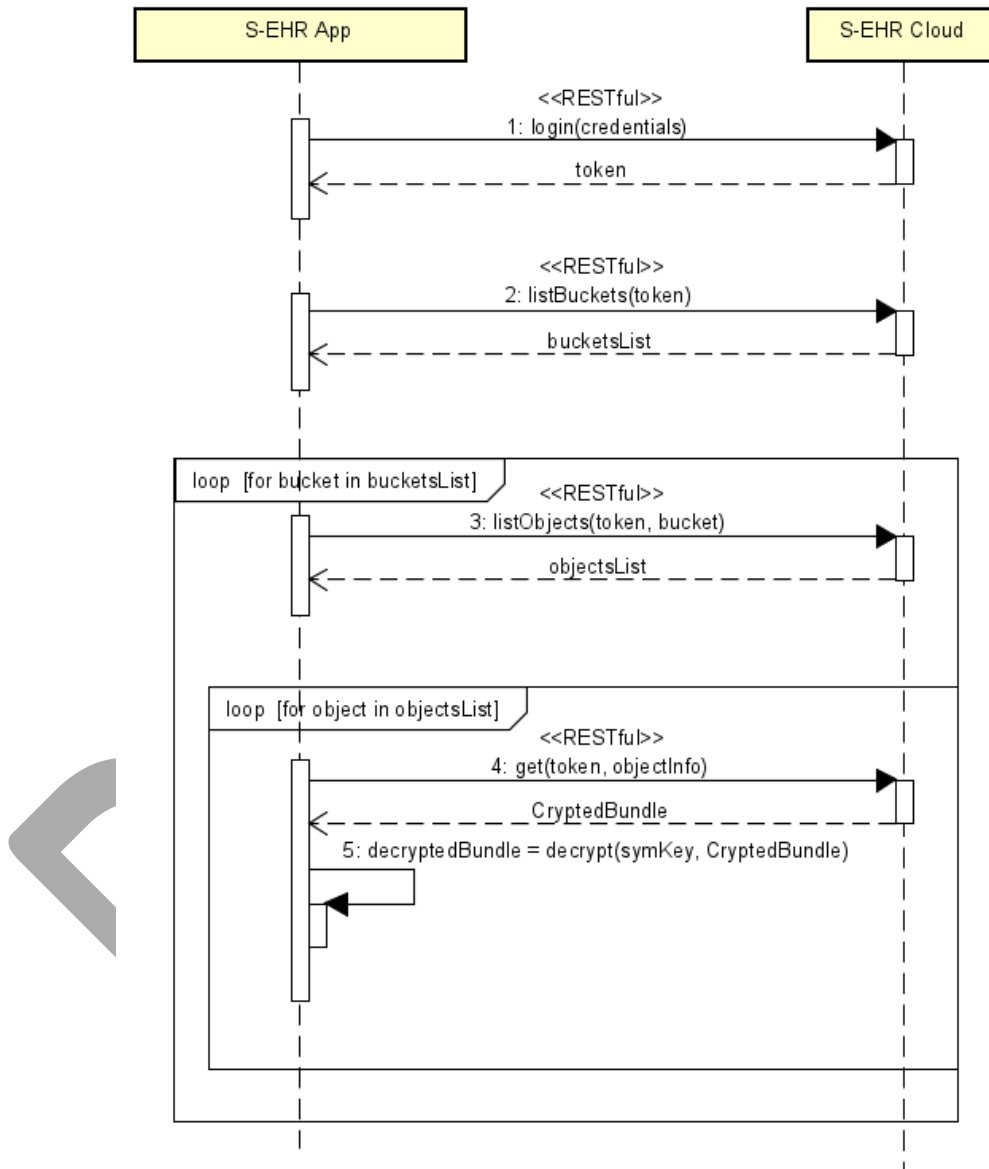 S-EHR App
S-EHR Cloud
<<RESTful>>
1: login(credentials)
token
<<RESTful>>
2: listBuckets(token)
bucketsList
loop [for bucket in bucketsList]
<<RESTful>>
3: listObjects(token, bucket)
objectsList
loop [for object in objectsList]
<<RESTful>>
4: get(token, objectInfo)
CryptedBundle
5: decryptedBundle = decrypt(symKey, CryptedBundle)